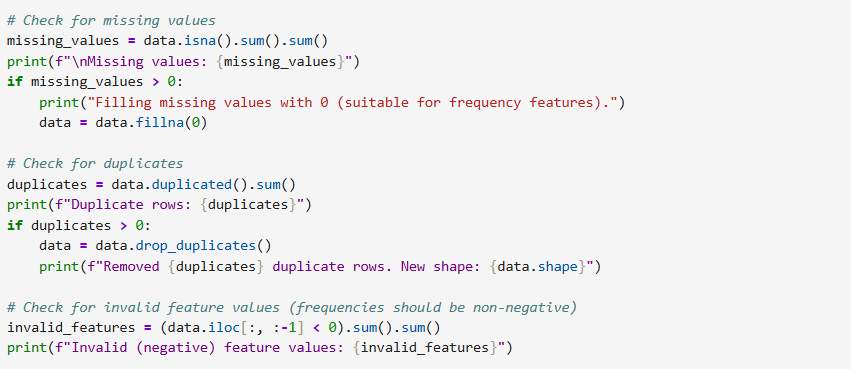 # Check for missing values
missing_values = data.isna().sum().sum()
print(f"\nMissing values: {missing_values}")
if missing_values > 0:
    print("Filling missing values with 0 (suitable for frequency features).")
    data = data.fillna(0)

# Check for duplicates
duplicates = data.duplicated().sum()
print(f"Duplicate rows: {duplicates}")
if duplicates > 0:
    data = data.drop_duplicates()
    print(f"Removed {duplicates} duplicate rows. New shape: {data.shape}")

# Check for invalid feature values (frequencies should be non-negative)
invalid_features = (data.iloc[:, :-1] < 0).sum().sum()
print(f"Invalid (negative) feature values: {invalid_features}")